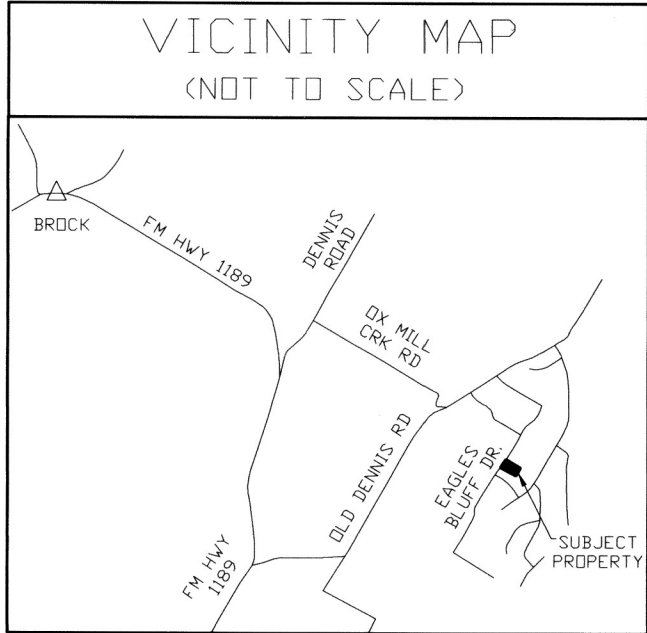 VICINITY MAP
(NOT TO SCALE)
BROCK
FM HWY 1189
DENNIS
ROAD
OX MILL
CRK RD
OLD DENNIS RD
EAGLES
BLUFF DR.
SUBJECT
PROPERTY
FM HWY
1189